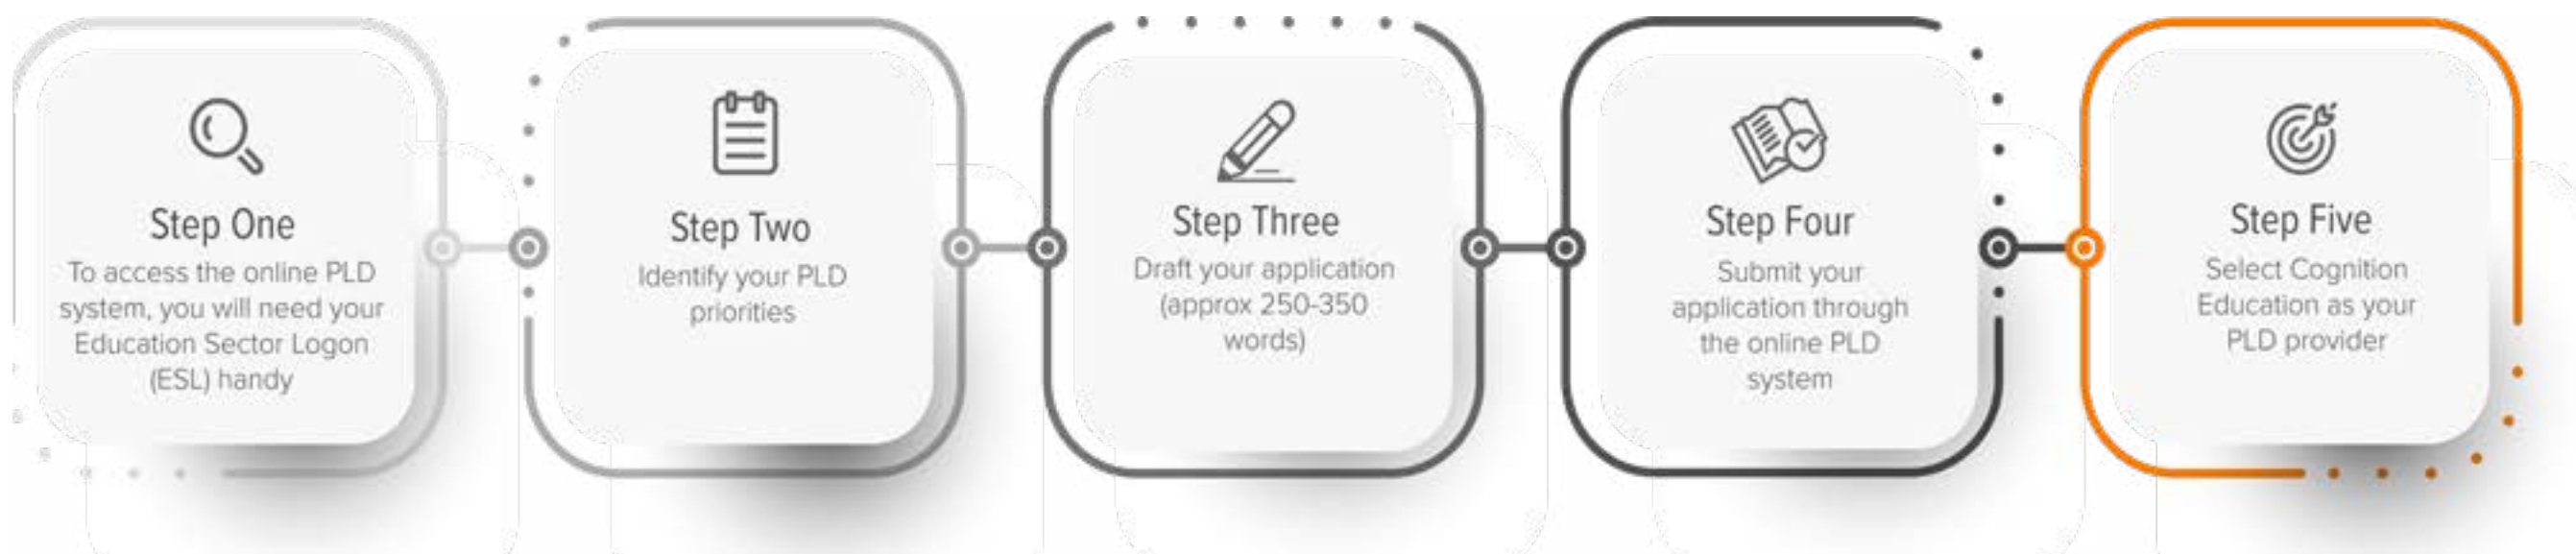 Step One
To access the online PLD
system, you will need your
Education Sector Logon
(ESL) handy
Step Two
Identify your PLD
priorities
Step Three
Draft your application
(approx 250-350
words)
Step Four
Submit your
application through
the online PLD
system
Step Five
Select Cognition
Education as your
PLD provider